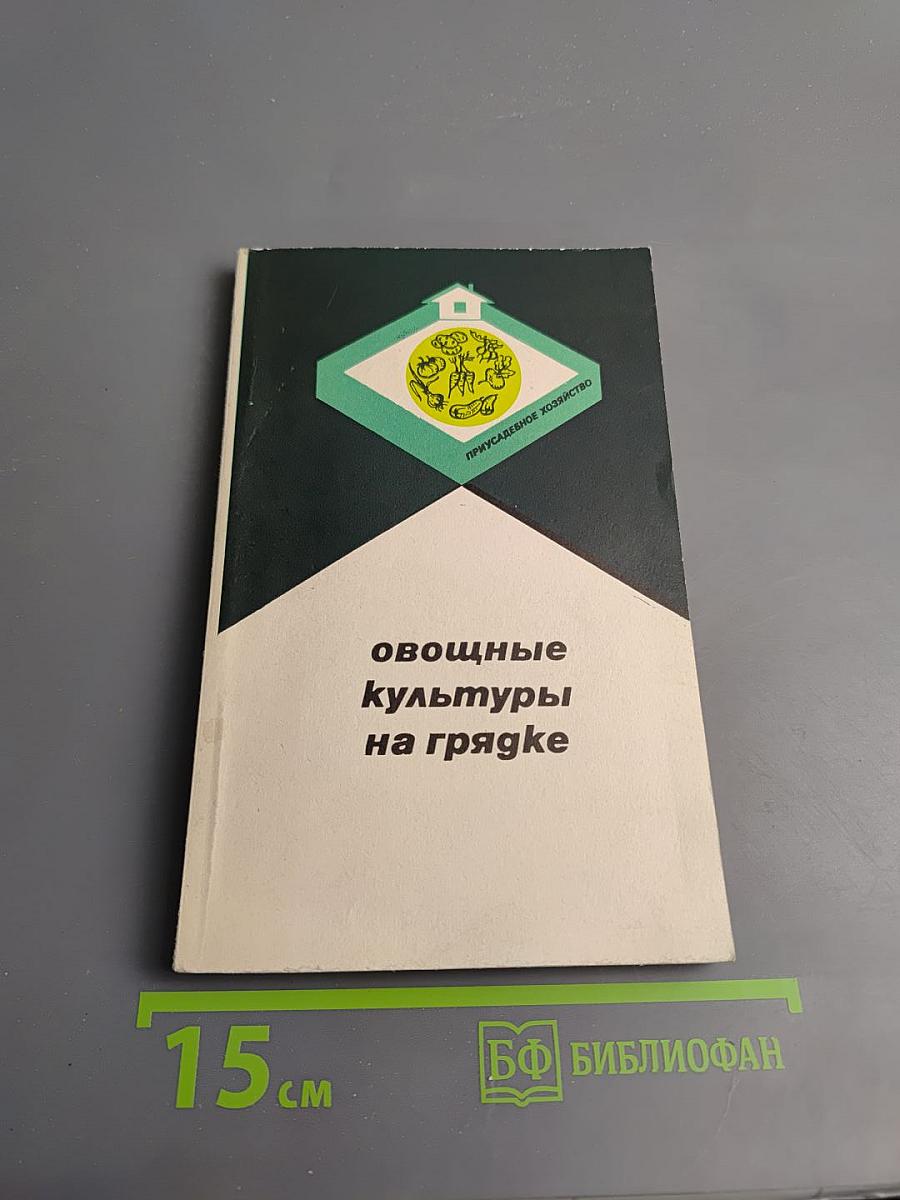 ПРИУСАДЕБНОЕ ХОЗЯЙСТВО
овощные
культуры
на грядке
15 см
БФ БИБЛИОФАН